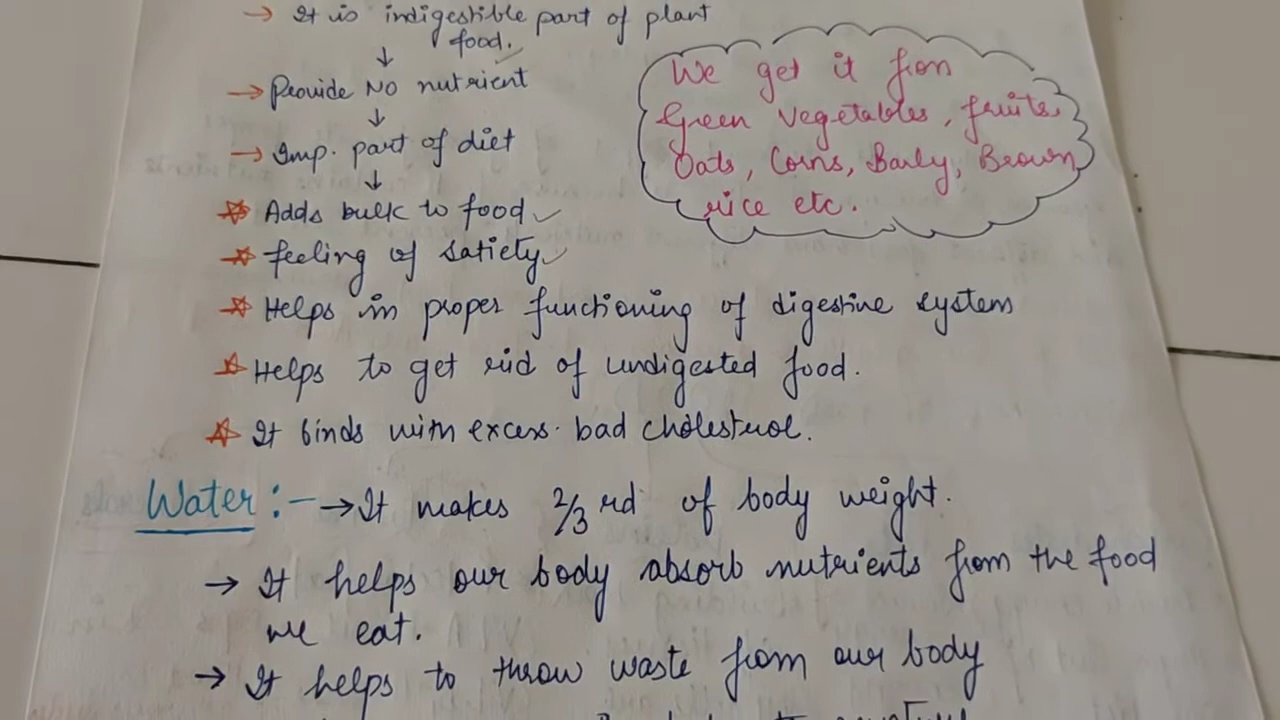 → It is indigestible part of plant
food.
↓
→ Provide No nutrient
↓
→ Imp. part of diet
↓
We get it from
Green vegetables, fruits,
Oats, Corns, Barly, Brown
rice etc.
☆ Adds bulk to food ✓
☆ feeling of satiety ✓
☆ Helps in proper functioning of digestive system
☆ Helps to get rid of undigested food.
☆ It binds with excess bad cholestrol.
Water :- → It makes 2/3 rd of body weight.
→ It helps our body absorb nutrients from the food
we eat.
→ It helps to throw waste from our body